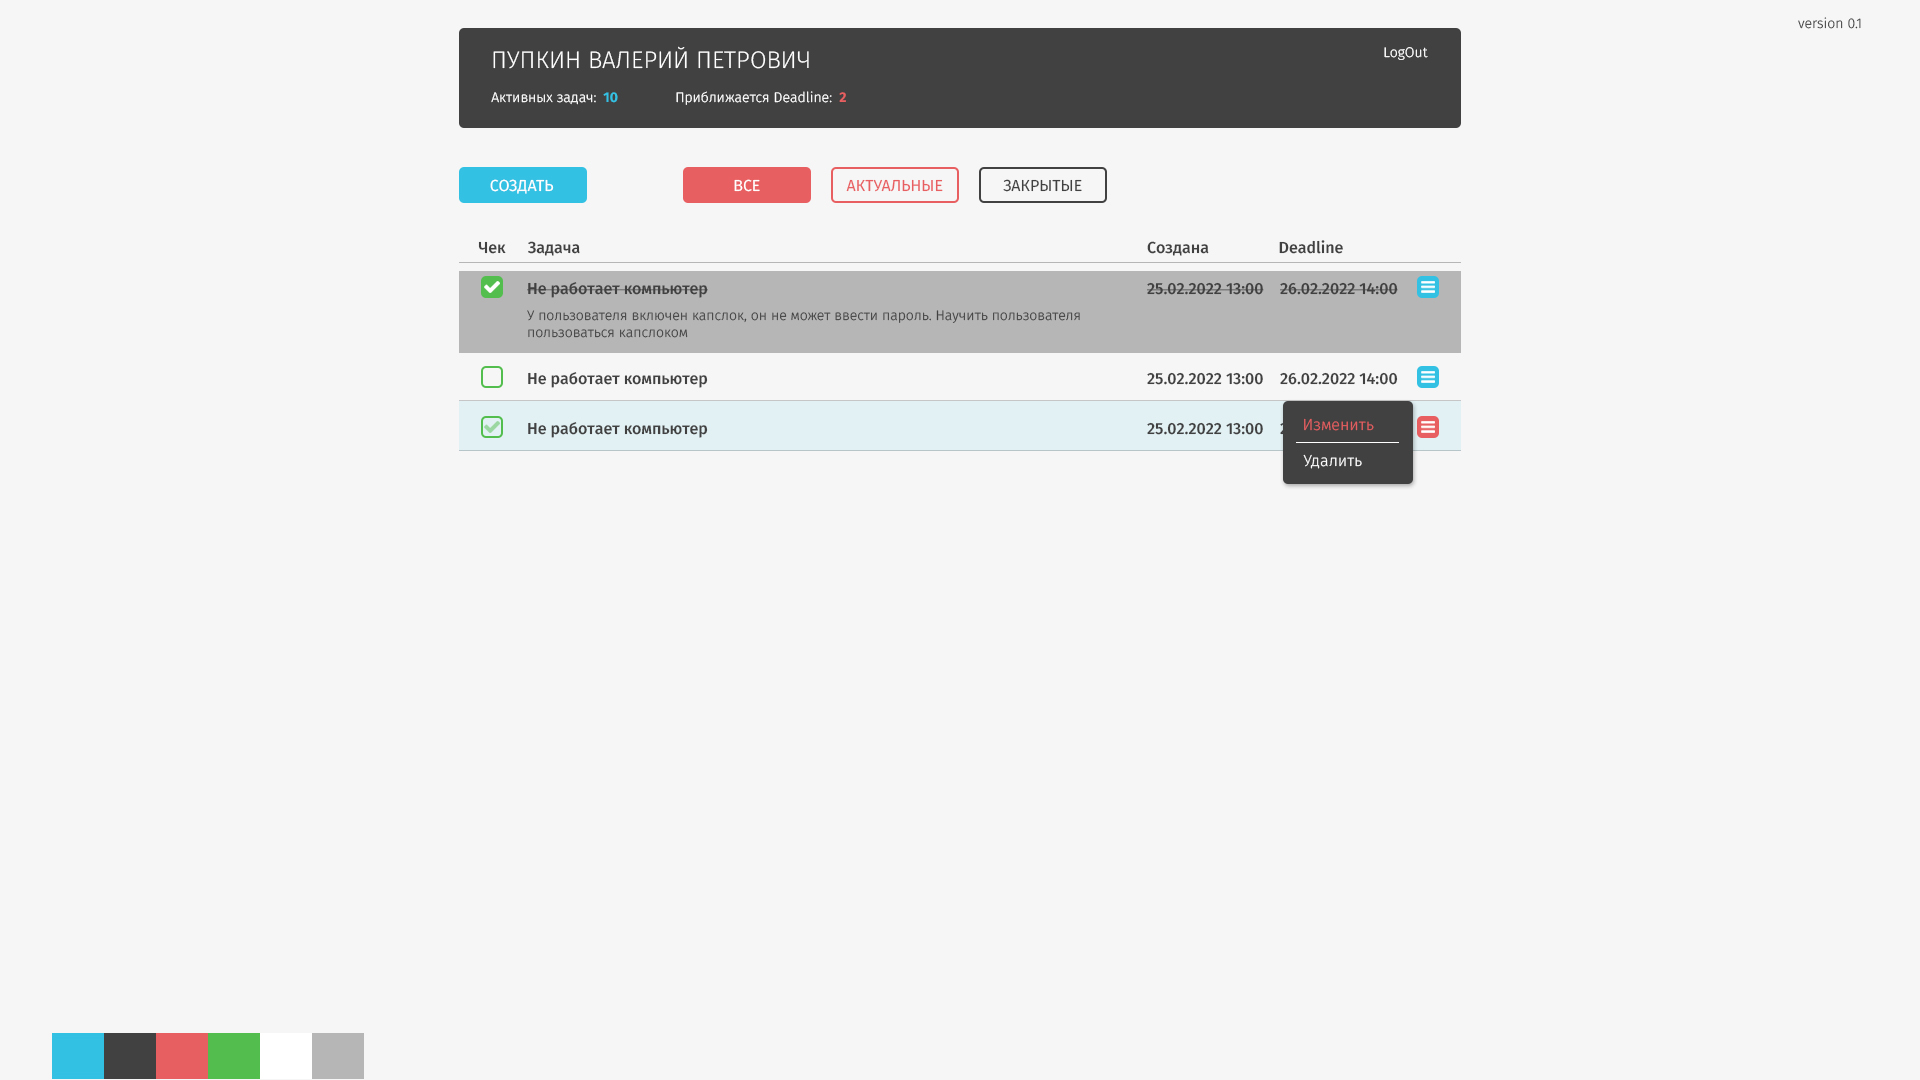 version 0.1
ПУПКИН ВАЛЕРИЙ ПЕТРОВИЧ
LogOut
Активных задач: 10
Приближается Deadline: 2
СОЗДАТЬ
ВСЕ
АКТУАЛЬНЫЕ
ЗАКРЫТЫЕ
Чек Задача Создана Deadline
Не работает компьютер 25.02.2022 13:00 26.02.2022 14:00
У пользователя включен капслок, он не может ввести пароль. Научить пользователя
пользоваться капслоком
Не работает компьютер 25.02.2022 13:00 26.02.2022 14:00
Не работает компьютер 25.02.2022 13:00
Изменить
Удалить